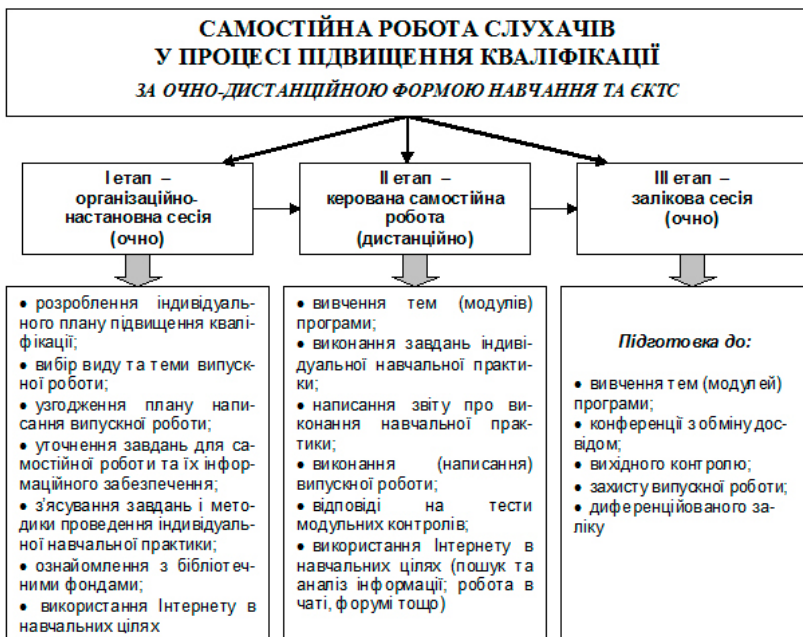 САМОСТІЙНА РОБОТА СЛУХАЧІВ
У ПРОЦЕСІ ПІДВИЩЕННЯ КВАЛІФІКАЦІЇ
ЗА ОЧНО-ДИСТАНЦІЙНОЮ ФОРМОЮ НАВЧАННЯ ТА ЄКТС
І етап –
організаційно-
настановна сесія
(очно)
ІІ етап –
керована самостійна
робота
(дистанційно)
ІІІ етап –
залікова сесія
(очно)
• розроблення індивідуаль-
ного плану підвищення квалі-
фікації;
• вибір виду та теми випуск-
ної роботи;
• узгодження плану напи-
сання випускної роботи;
• уточнення завдань для са-
мостійної роботи та їх інфор-
маційного забезпечення;
• з'ясування завдань і мето-
дики проведення індивідуаль-
ної навчальної практики;
• ознайомлення з бібліотеч-
ними фондами;
• використання Інтернету в
навчальних цілях
• вивчення тем (модулів)
програми;
• виконання завдань індиві-
дуальної навчальної практи-
ки;
• написання звіту про ви-
конання навчальної прак-
тики;
• виконання (написання)
випускної роботи;
• відповіді на тести
модульних контролів;
• використання Інтернету в
навчальних цілях (пошук та
аналіз інформації; робота в
чаті, форумі тощо)
Підготовка до:
• вивчення тем (модулей)
програми;
• конференції з обміну дос-
відом;
• вихідного контролю;
• захисту випускної роботи;
• диференційованого за-
ліку